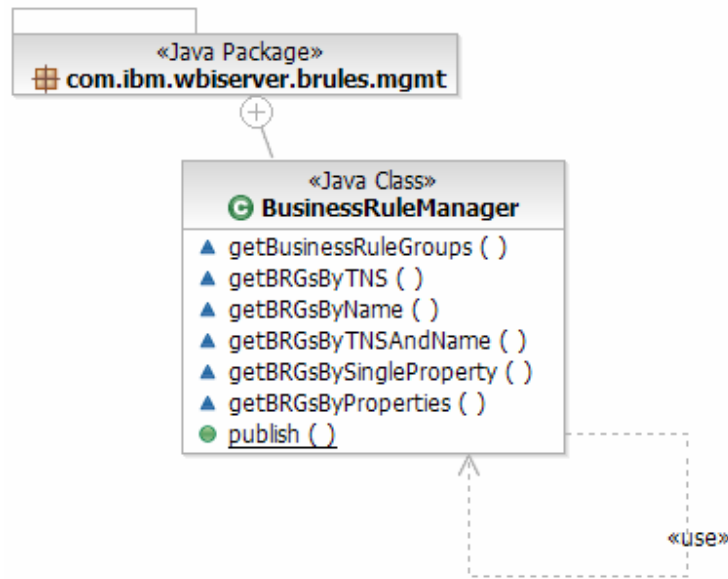 «Java Package»
com.ibm.wbiserver.brules.mgmt
«Java Class»
BusinessRuleManager
getBusinessRuleGroups ( )
getBRGsByTNS ( )
getBRGsByName ( )
getBRGsByTNSAndName ( )
getBRGsBySingleProperty ( )
getBRGsByProperties ( )
publish ( )
«use»